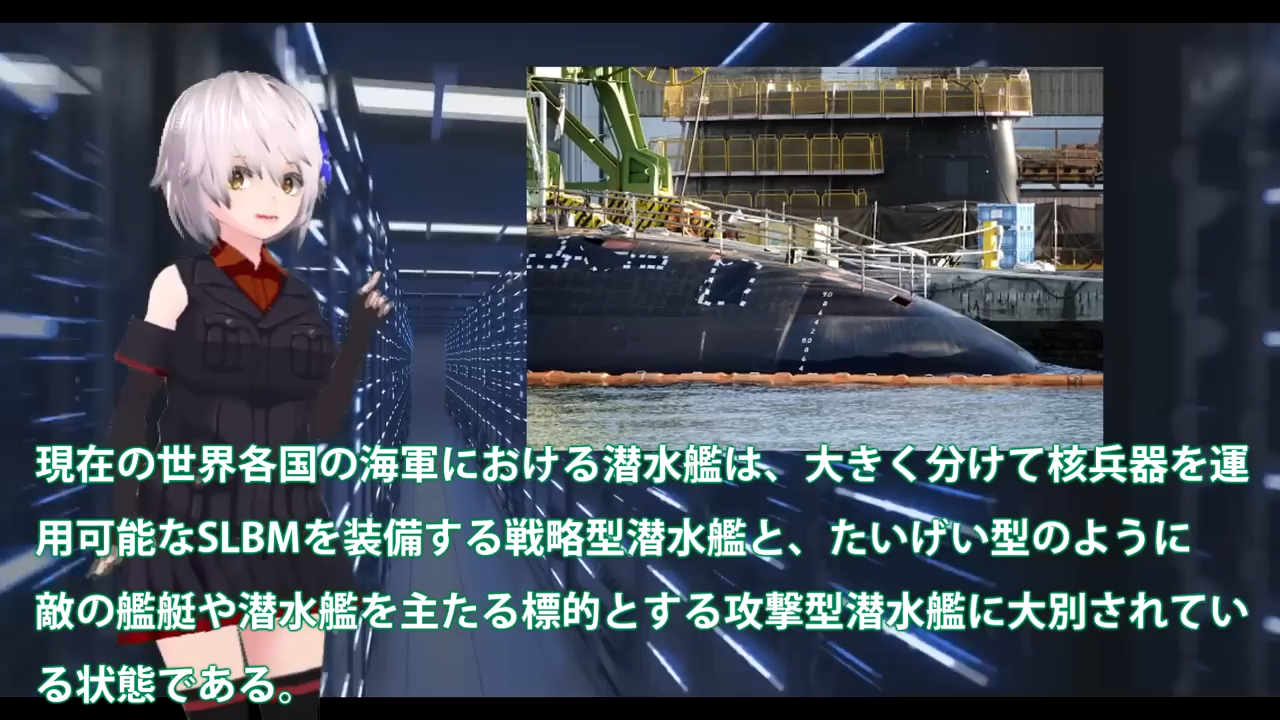 現在の世界各国の海軍における潜水艦は、大きく分けて核兵器を運
用可能なSLBMを装備する戦略型潜水艦と、たいげい型のように
敵の艦艇や潜水艦を主たる標的とする攻撃型潜水艦に大別されてい
る状態である。